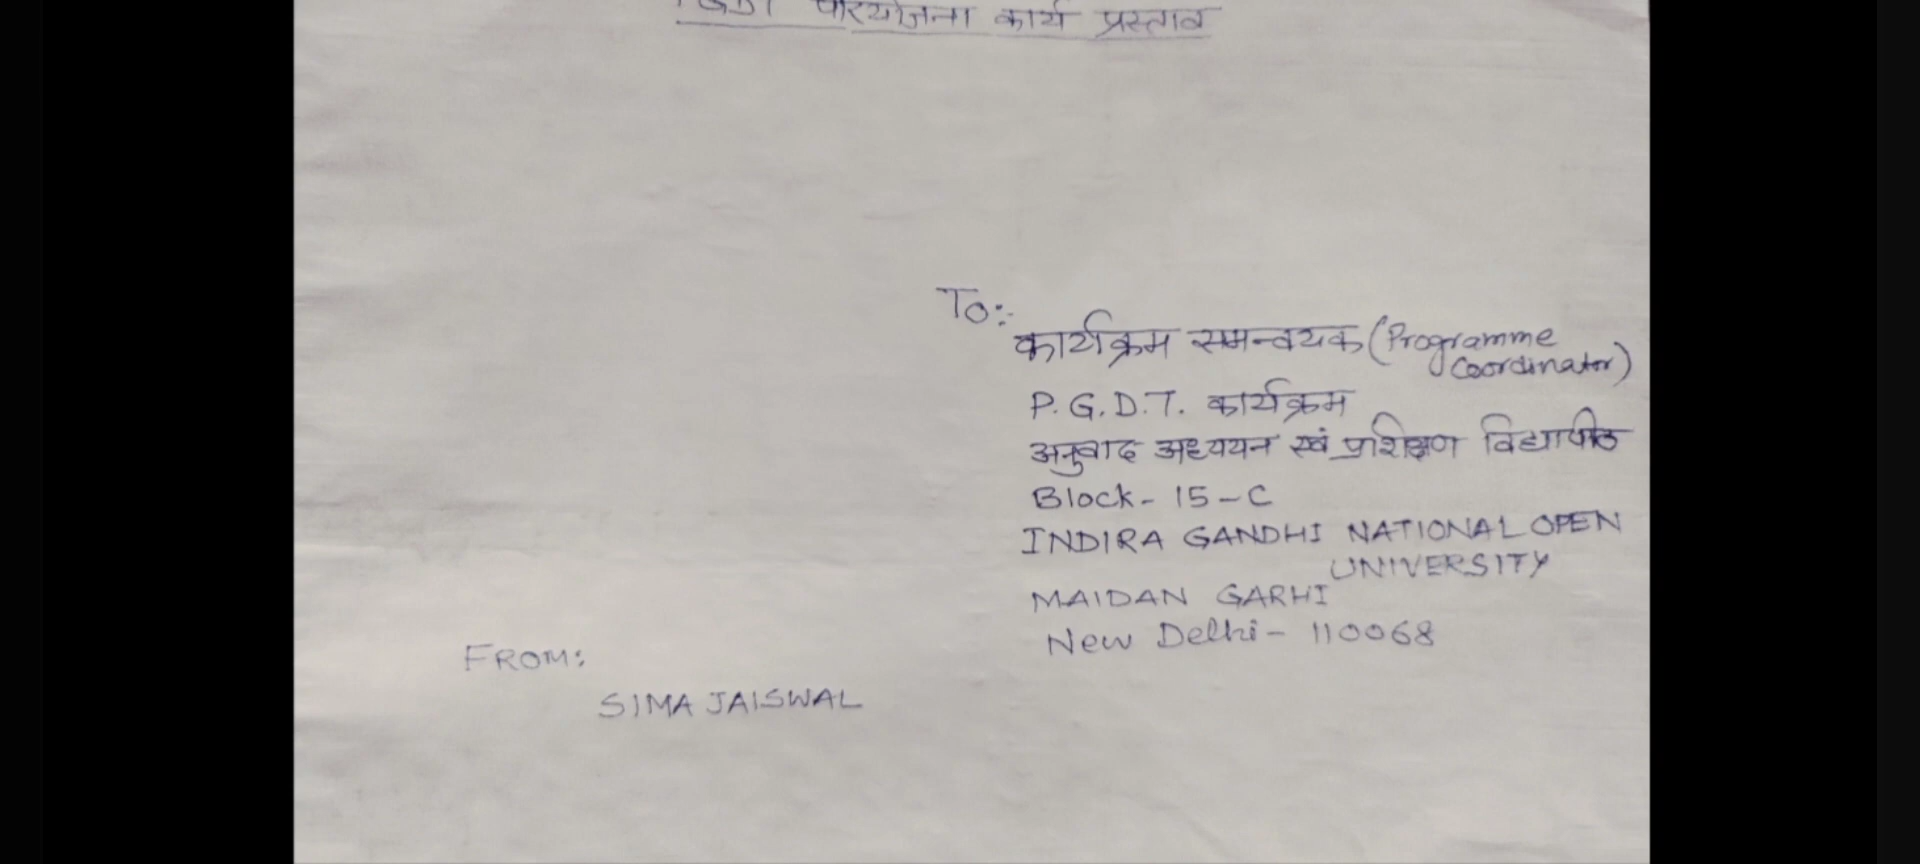 PGDT परियोजना कार्य प्रस्ताव
To:-
कार्यक्रम समन्वयक (Programme
Coordinator)
P.G.D.T. कार्यक्रम
अनुवाद अध्ययन एवं प्रशिक्षण विद्यापीठ
Block - 15 - C
INDIRA GANDHI NATIONAL OPEN
UNIVERSITY
MAIDAN GARHI
New Delhi - 110068
FROM:
SIMA JAISWAL